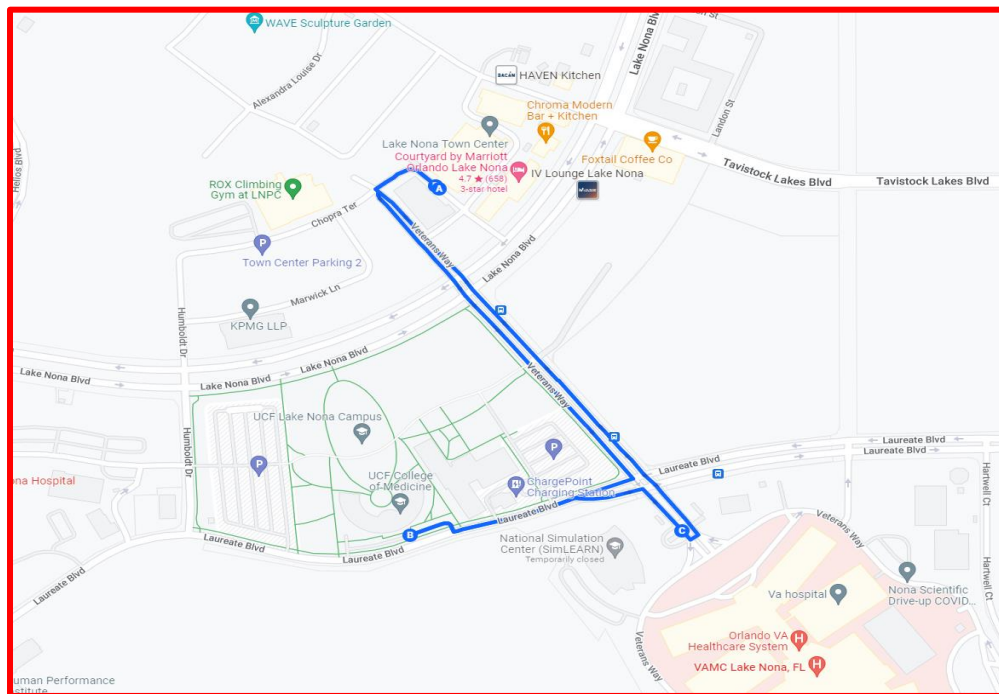 WAVE Sculpture Garden
Lake Nona Blvd
Alexandra Louise Dr
Helios Blvd
BACÁN
HAVEN Kitchen
Chroma Modern
Bar + Kitchen
Landon St
Lake Nona Town Center
Courtyard by Marriott
Orlando Lake Nona
4.7 ★ (658)
3-star hotel
IV Lounge Lake Nona
Foxtail Coffee Co
Tavistock Lakes Blvd
Tavistock Lakes Blvd
ROX Climbing
Gym at LNPC
A
Chopra Ter
P
Town Center Parking 2
Veterans Way
Lake Nona Blvd
Marwick Ln
KPMG LLP
Humboldt Dr
Lake Nona Blvd
Lake Nona Blvd
Lake Nona Blvd
Veterans Way
UCF Lake Nona Campus
Humboldt Dr
P
P
Laureate Blvd
Laureate Blvd
Laureate Blvd
na Hospital
UCF College
of Medicine
ChargePoint
Charging Station
Hartwell Ct
Laureate Blvd
B
C
Veterans Way
Laureate Blvd
Laureate Blvd
National Simulation
Center (SimLEARN)
Temporarily closed
Laureate Blvd
Va hospital
Nona Scientific
Drive-up COVID...
Hartwell Ct
Orlando VA
Healthcare System
H
VAMC Lake Nona, FL
H
Veterans Way
uman Performance
stitute